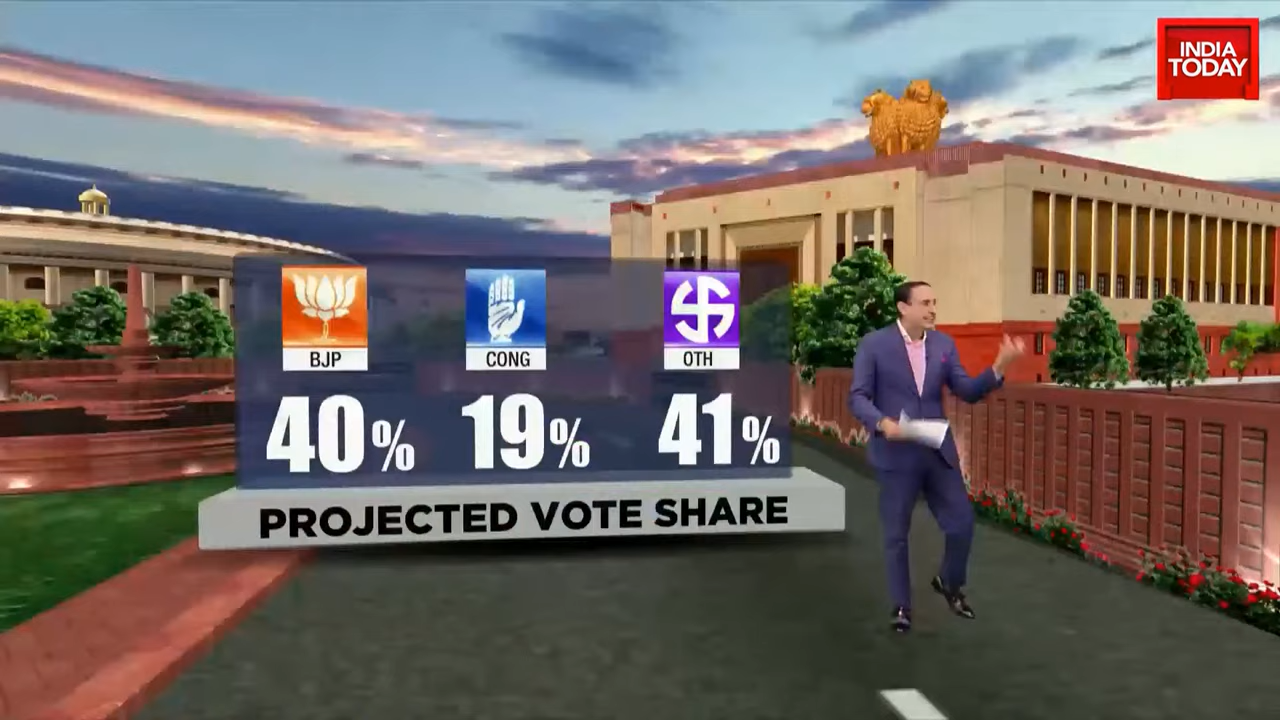 INDIA
TODAY
BJP
CONG
OTH
40%
19%
41%
PROJECTED VOTE SHARE